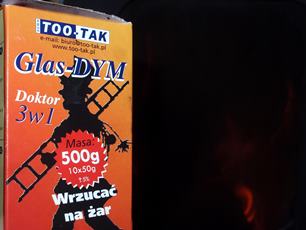 TOO-TAK
e-mail: biuro@too-tak.pl
www.too-tak.pl
Glas-DYM
Doktor
3w1
Masa:
500g
10x50g
±5%
Wrzucać
na żar